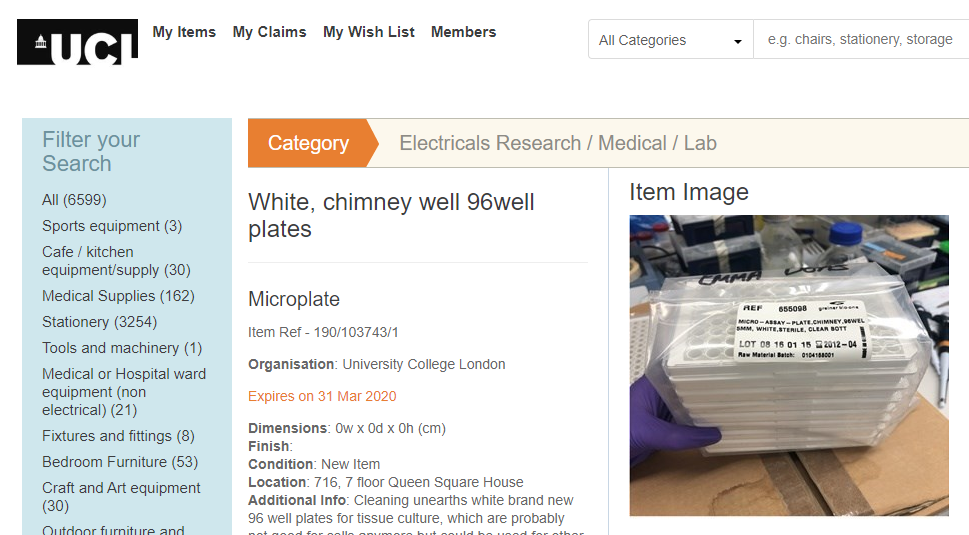 UCL
My Items My Claims My Wish List Members
All Categories
e.g. chairs, stationery, storage
Filter your
Search
All (6599)
Sports equipment (3)
Cafe / kitchen
equipment/supply (30)
Medical Supplies (162)
Stationery (3254)
Tools and machinery (1)
Medical or Hospital ward
equipment (non
electrical) (21)
Fixtures and fittings (8)
Bedroom Furniture (53)
Craft and Art equipment
(30)
Outdoor furniture and
Category
Electricals Research / Medical / Lab
White, chimney well 96well
plates
Microplate
Item Ref - 190/103743/1
Organisation: University College London
Expires on 31 Mar 2020
Dimensions: 0w x 0d x 0h (cm)
Finish:
Condition: New Item
Location: 716, 7 floor Queen Square House
Additional Info: Cleaning unearths white brand new
96 well plates for tissue culture, which are probably
not good for cells anymore but could be used for other
Item Image
EMMA
REF 655098 greiner bio-one
MICRO-ASSAY-PLATE,CHIMNEY,96WEL
5MM, WHITE,STERILE, CLEAR BOTT
LOT 08 16 01 15 2012-04
Raw Material Batch: 0104168001